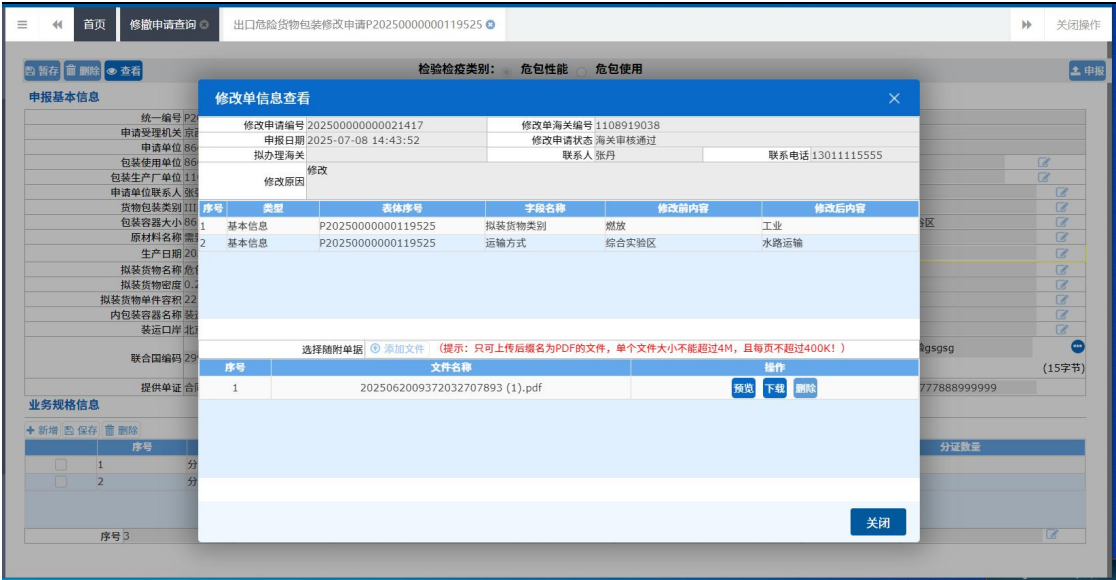 首页 修撤申请查询 出口危险货物包装修改申请P20250000000119525 关闭操作
暂存 删除 查看 检验检疫类别： 危包性能 危包使用 申报
申报基本信息
统一编号 P2
申请受理机关
申请单位 86
包装使用单位 86
包装生产厂单位 11
申请单位联系人
货物包装类别 III
包装容器大小 86
原材料名称
生产日期 20
拟装货物名称
拟装货物密度 0.2
拟装货物单件容积 22
内包装容器名称
装运口岸
联合国编码 29 gsgsg
(15字节)
提供单证 777888999999
业务规格信息
新增 保存 删除
序号 分证数量
1
2
序号 3
修改单信息查看
修改申请编号 202500000000021417 修改单海关编号 1108919038
申报日期 2025-07-08 14:43:52 修改申请状态 海关审核通过
拟办理海关 联系人 张丹 联系电话 13011115555
修改原因 修改
序号 类型 表体序号 字段名称 修改前内容 修改后内容
1 基本信息 P20250000000119525 拟装货物类别 燃放 工业
2 基本信息 P20250000000119525 运输方式 综合实验区 水路运输
选择随附单据 添加文件 (提示：只可上传后缀名为PDF的文件，单个文件大小不能超过4M，且每页不超过400K！)
序号 文件名称 操作
1 2025062009372032707893 (1).pdf 预览 下载 删除
关闭